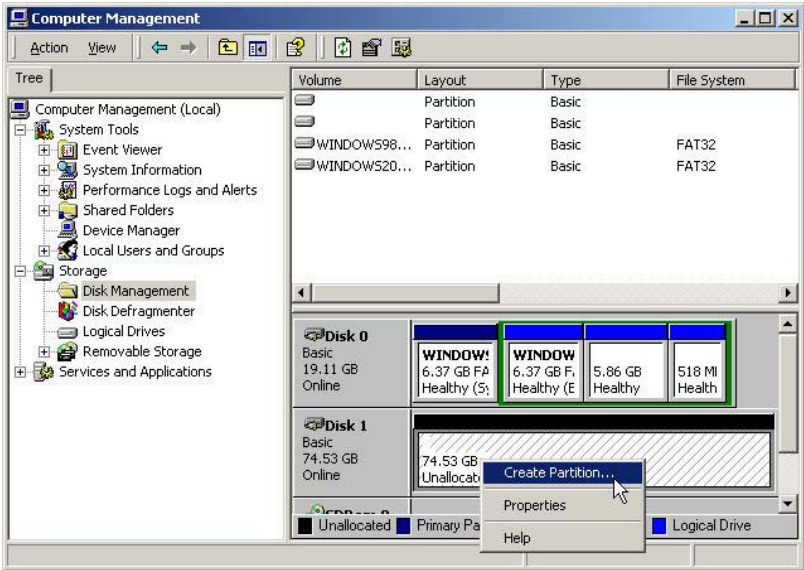 Computer Management
Action View
Tree
Computer Management (Local)
System Tools
Event Viewer
System Information
Performance Logs and Alerts
Shared Folders
Device Manager
Local Users and Groups
Storage
Disk Management
Disk Defragmenter
Logical Drives
Removable Storage
Services and Applications
Volume Layout Type File System
Partition Basic
Partition Basic
WINDOWS98... Partition Basic FAT32
WINDOWS20... Partition Basic FAT32
Disk 0
Basic
19.11 GB
Online
WINDOW
6.37 GB FA
Healthy (Sy
WINDOW
6.37 GB F
Healthy (E
5.86 GB
Healthy
518 M
Health
Disk 1
Basic
74.53 GB
Online
74.53 GB
Unallocat
Create Partition...
Properties
Help
Unallocated Primary Pa Logical Drive